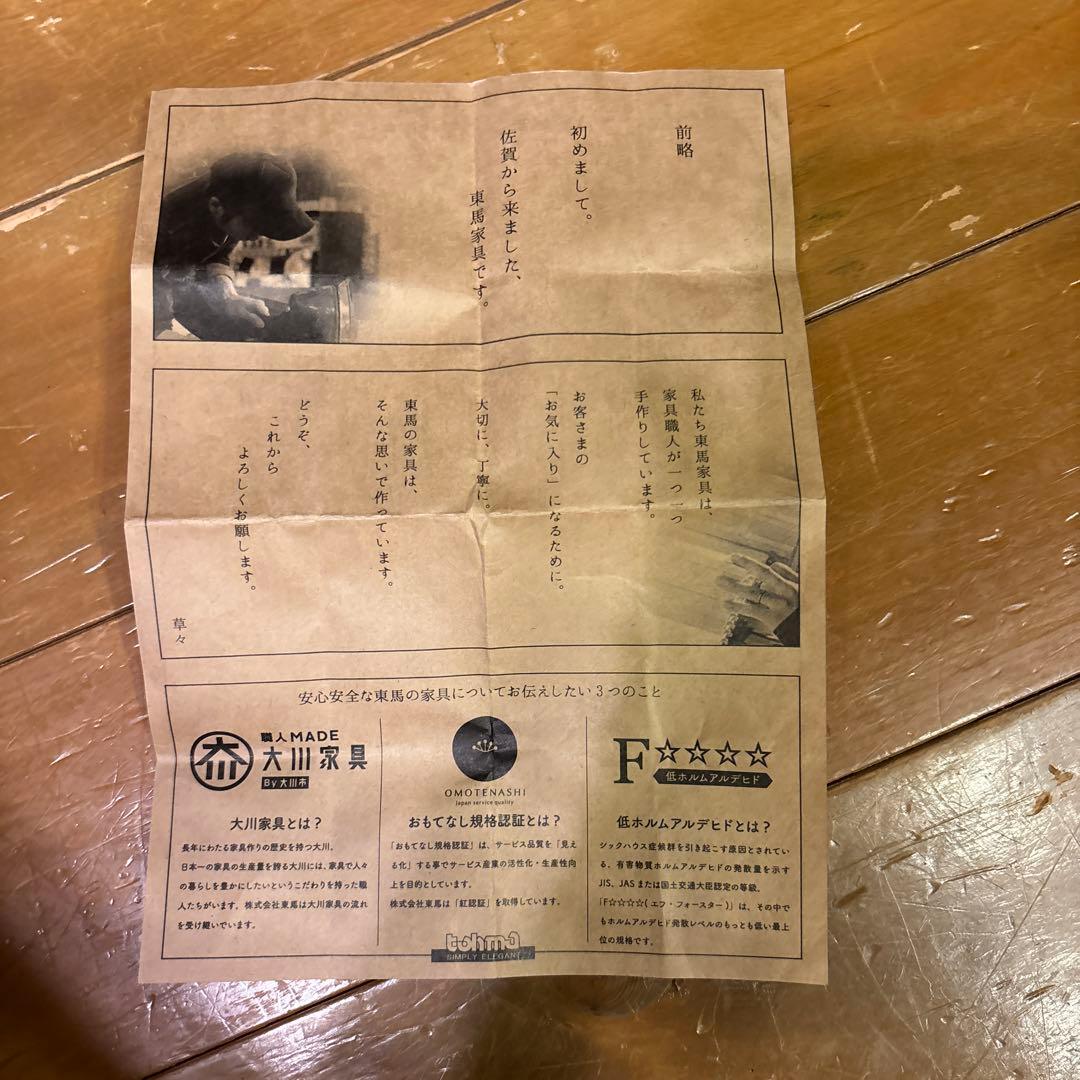 前略
初めまして。
佐賀から来ました、
東馬家具です。
私たち東馬家具は、
家具職人が一つ一つ
手作りしています。
お客さまの
「お気に入り」になるために。
大切に、丁寧に。
東馬の家具は、
そんな思いで作っています。
どうぞ、
これから
よろしくお願します。
草々
安心安全な東馬の家具についてお伝えしたい3つのこと
職人MADE
大川家具
By大川市
大川家具とは？
長年にわたる家具作りの歴史を持つ大川。
日本一の家具の生産量を誇る大川には、家具で人々
の暮らしを豊かにしたいというこだわりを持った職
人たちがいます。株式会社東馬は大川家具の流れ
を受け継いでいます。
OMOTENASHI
Japan service quality
おもてなし規格認証とは？
「おもてなし規格認証」は、サービス品質を「見え
る化」する事でサービス産業の活性化・生産性向
上を目的としています。
株式会社東馬は「紅認証」を取得しています。
F☆☆☆☆
低ホルムアルデヒド
低ホルムアルデヒドとは？
シックハウス症候群を引き起こす原因とされてい
る、有害物質ホルムアルデヒドの発散量を示す
JIS、JASまたは国土交通大臣認定の等級。
「F☆☆☆☆(エフ・フォースター)」は、その中で
もホルムアルデヒド発散レベルのもっとも低い最上
位の規格です。
tohma
SIMPLY ELEGANT